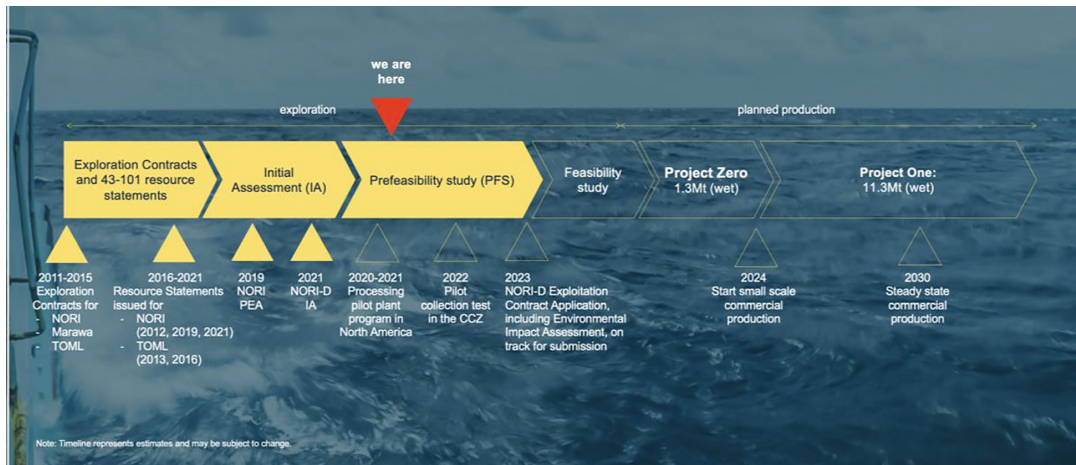 we are
here
exploration
planned production
Exploration Contracts
and 43-101 resource
statements
Initial
Assessment (IA)
Prefeasibility study (PFS)
Feasibility
study
Project Zero
1.3Mt (wet)
Project One:
11.3Mt (wet)
2011-2015
Exploration
Contracts for
- NORI
Marawa
- TOML
2016-2021
Resource Statements
issued for
- NORI
(2012, 2019, 2021)
- TOML
(2013, 2016)
2019
NORI
PEA
2021
NORI-D
IA
2020-2021
Processing
pilot plant
program in
North America
2022
Pilot
collection test
in the CCZ
2023
NORI-D Exploitation
Contract Application,
including Environmental
Impact Assessment, on
track for submission
2024
Start small scale
commercial
production
2030
Steady state
commercial
production
Note: Timeline represents estimates and may be subject to change.